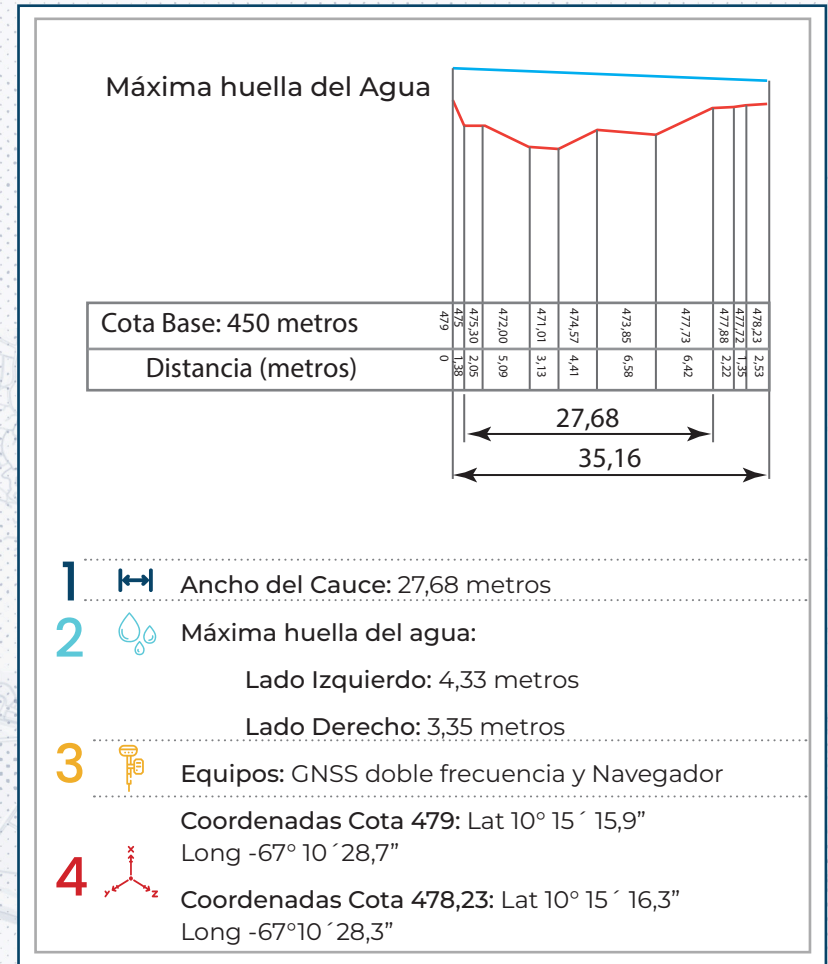 Máxima huella del Agua
Cota Base: 450 metros
479 475 475,30 472,00 471,01 474,57 473,85 477,73 477,88 477,72 478,23
Distancia (metros)
0 1,38 2,05 5,09 3,13 4,41 6,58 6,42 2,22 1,35 2,53
27,68
35,16
1 Ancho del Cauce: 27,68 metros
2 Máxima huella del agua:
Lado Izquierdo: 4,33 metros
Lado Derecho: 3,35 metros
3 Equipos: GNSS doble frecuencia y Navegador
4 Coordenadas Cota 479: Lat 10° 15´ 15,9”
Long -67° 10´28,7”
Coordenadas Cota 478,23: Lat 10° 15´ 16,3”
Long -67°10´28,3”
x
y z